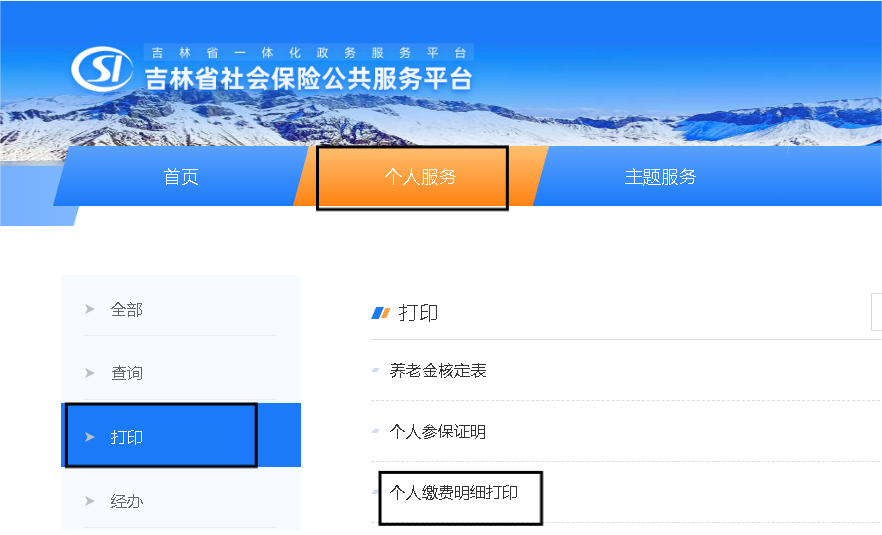 SI
吉林省一体化政务服务平台
吉林省社会保险公共服务平台
首页
个人服务
主题服务
全部
查询
打印
经办
打印
养老金核定表
个人参保证明
个人缴费明细打印